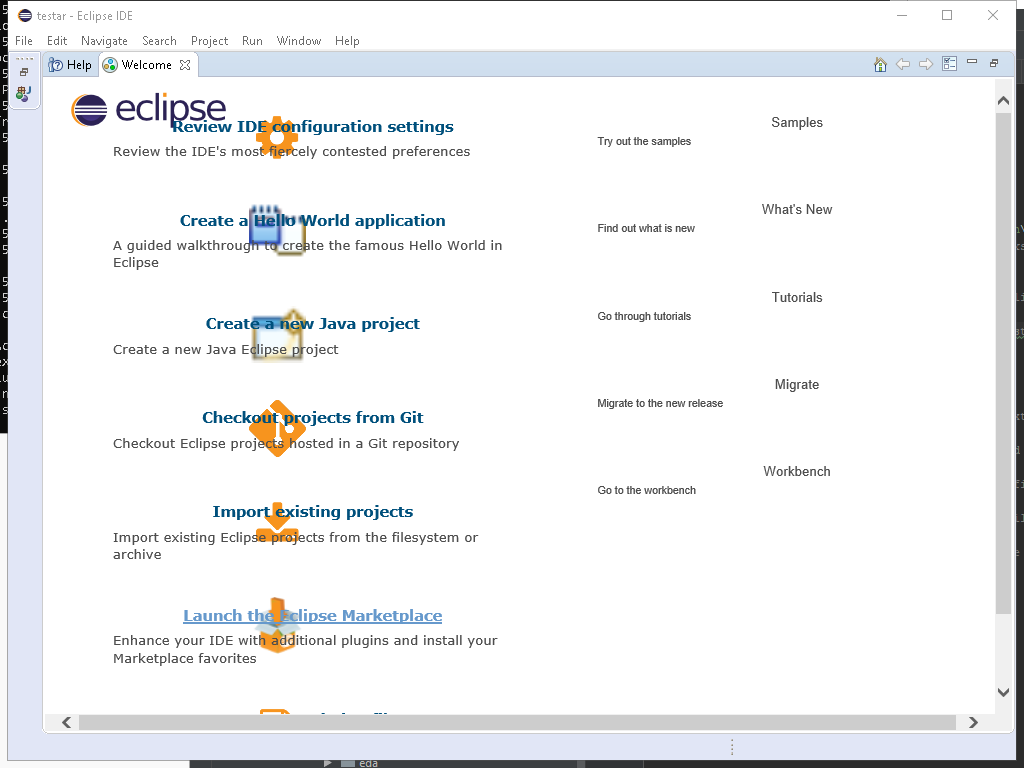 testar - Eclipse IDE
File Edit Navigate Search Project Run Window Help
Help Welcome
eclipse
Review IDE configuration settings
Review the IDE's most fiercely contested preferences
Create a Hello World application
A guided walkthrough to create the famous Hello World in
Eclipse
Create a new Java project
Create a new Java Eclipse project
Checkout projects from Git
Checkout Eclipse projects hosted in a Git repository
Import existing projects
Import existing Eclipse projects from the filesystem or
archive
Launch the Eclipse Marketplace
Enhance your IDE with additional plugins and install your
Marketplace favorites
Samples
Try out the samples
What's New
Find out what is new
Tutorials
Go through tutorials
Migrate
Migrate to the new release
Workbench
Go to the workbench
eda